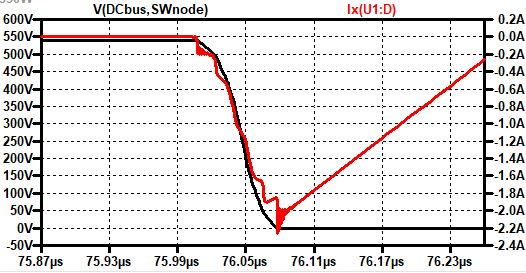 V(DCbus,SWnode) Ix(U1:D)
600V 0.2A
550V 0.0A
500V -0.2A
450V -0.4A
400V -0.6A
350V -0.8A
300V -1.0A
250V -1.2A
200V -1.4A
150V -1.6A
100V -1.8A
50V -2.0A
0V -2.2A
-50V -2.4A
75.87µs 75.93µs 75.99µs 76.05µs 76.11µs 76.17µs 76.23µs